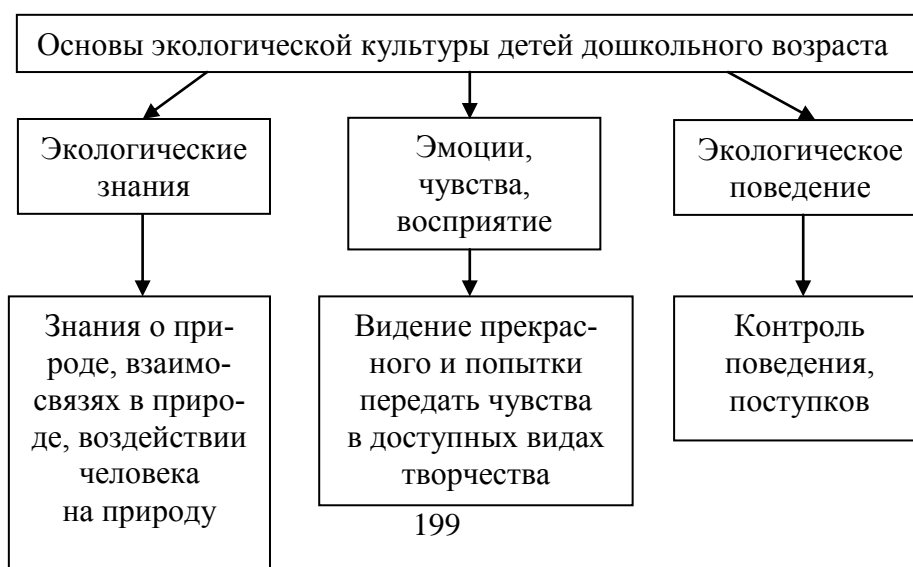 Основы экологической культуры детей дошкольного возраста
Экологические
знания
Эмоции,
чувства,
восприятие
Экологическое
поведение
Знания о при-
роде, взаимо-
связях в приро-
де, воздействии
человека
на природу
Видение прекрас-
ного и попытки
передать чувства
в доступных видах
творчества
Контроль
поведения,
поступков
199